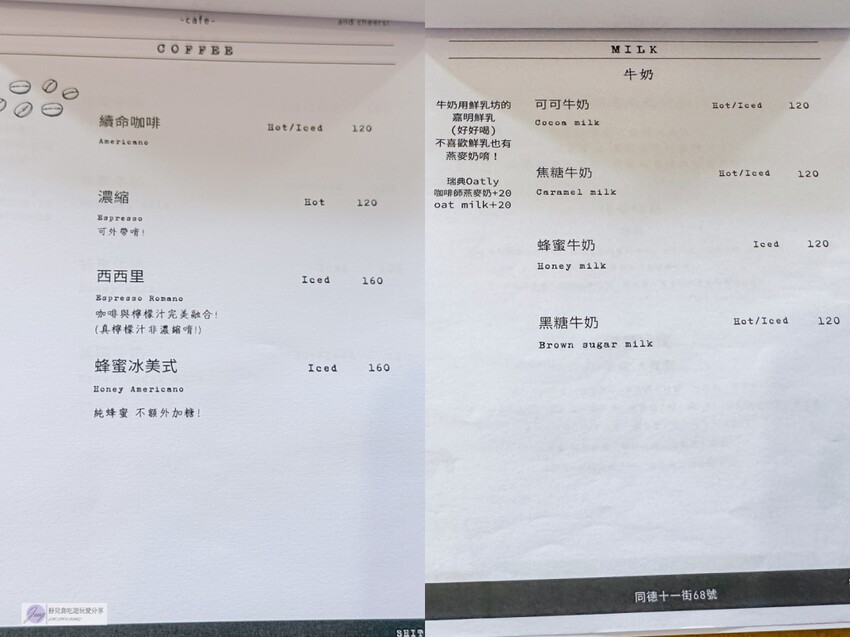 -cafe-
and cheers!
COFFEE
續命咖啡 Hot/Iced 120
Americano
濃縮 Hot 120
Espresso
可外帶唷!
西西里 Iced 160
Espresso Romano
咖啡與檸檬汁完美融合!
(真檸檬汁非濃縮唷!)
蜂蜜冰美式 Iced 160
Honey Americano
純蜂蜜 不額外加糖!
SEIT
MILK
牛奶
牛奶用鮮乳坊的
嘉明鮮乳
(好好喝)
不喜歡鮮乳也有
燕麥奶唷！
瑞典Oatly
咖啡師燕麥奶+20
oat milk+20
可可牛奶 Hot/Iced 120
Cocoa milk
焦糖牛奶 Hot/Iced 120
Caramel milk
蜂蜜牛奶 Iced 120
Honey milk
黑糖牛奶 Hot/Iced 120
Brown sugar milk
同德十一街68號